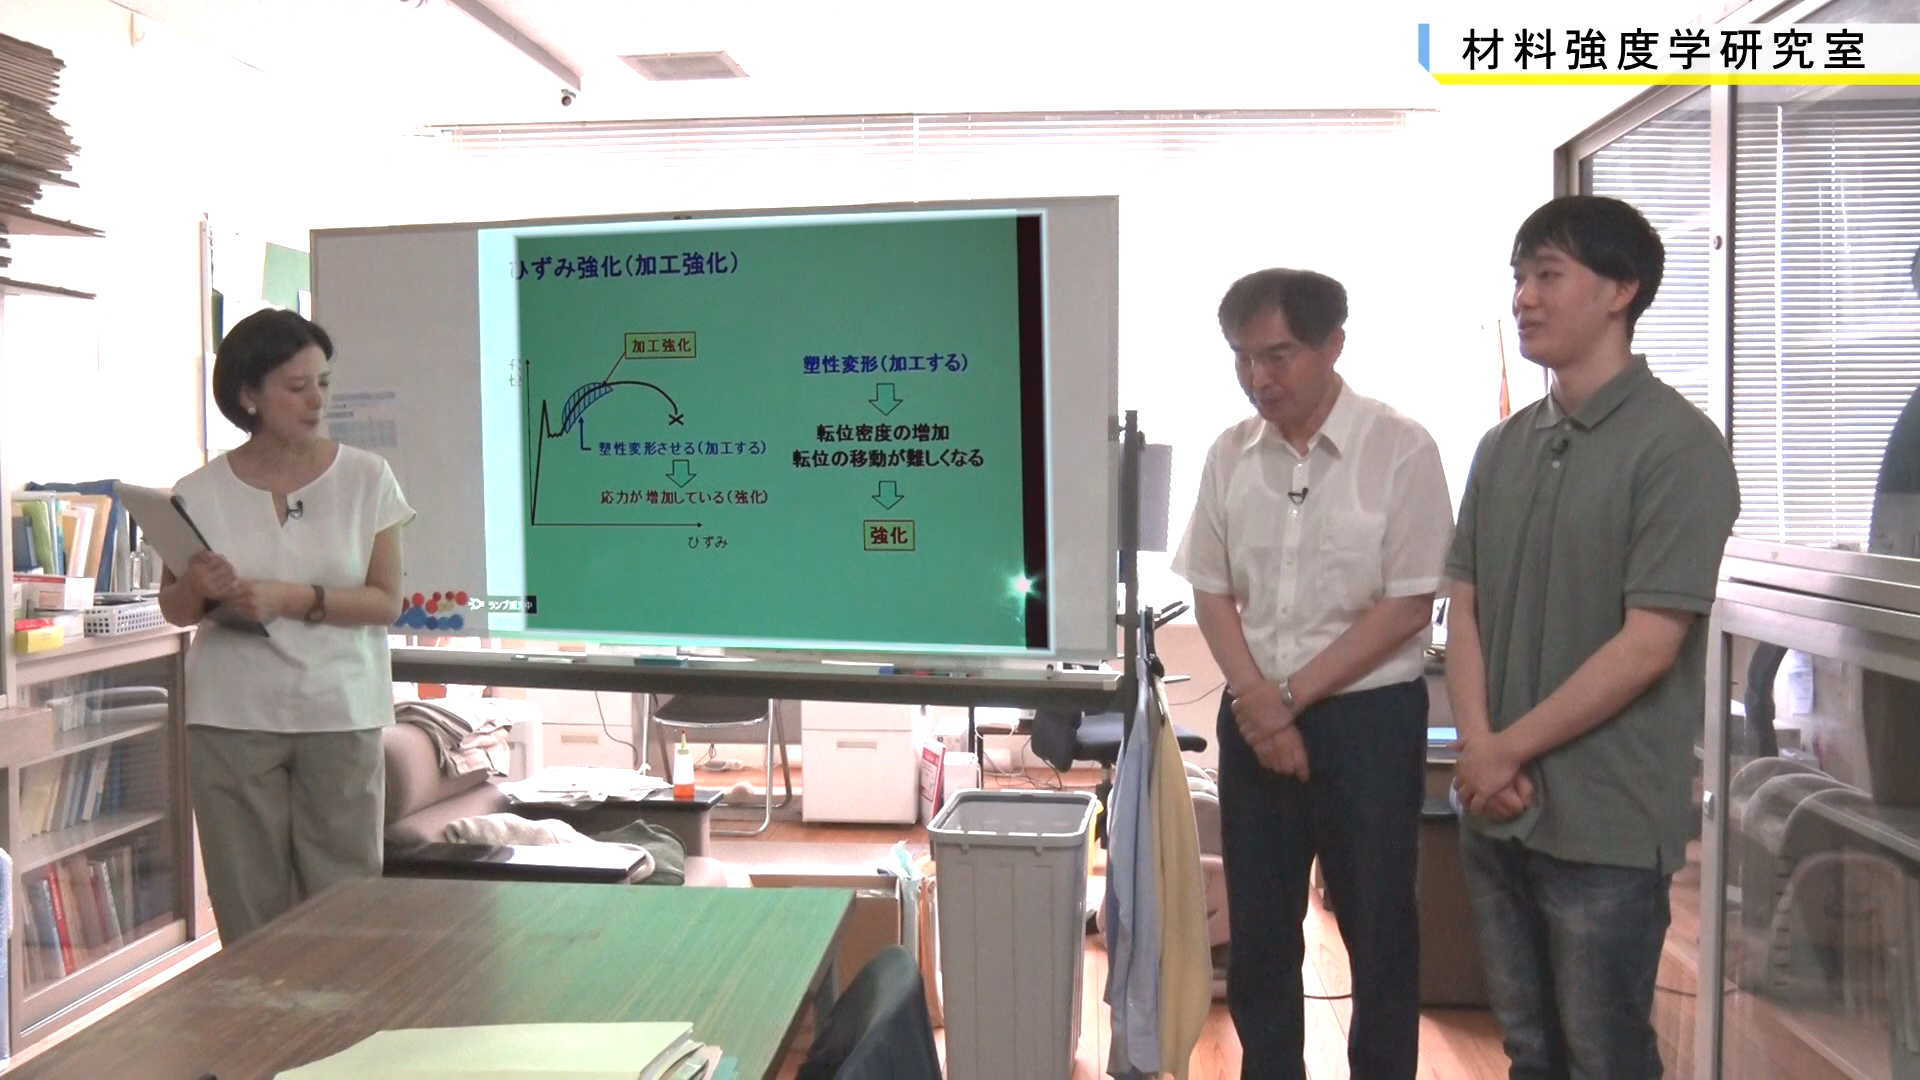 材料強度学研究室
ひずみ強化(加工強化)
加工強化
塑性変形させる(加工する)
応力が増加している(強化)
ひずみ
塑性変形(加工する)
転位密度の増加
転位の移動が難しくなる
強化